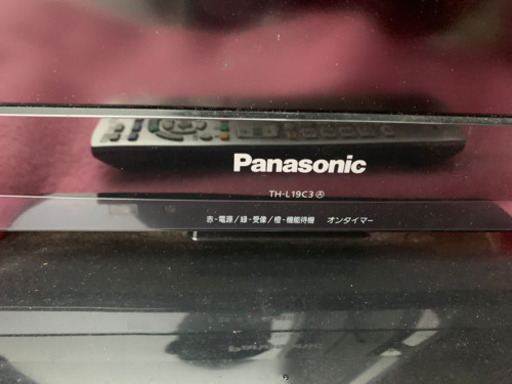 Panasonic
TH-L19C3 Ⓐ
赤-電源/緑-受像/橙-機能待機 オンタイマー